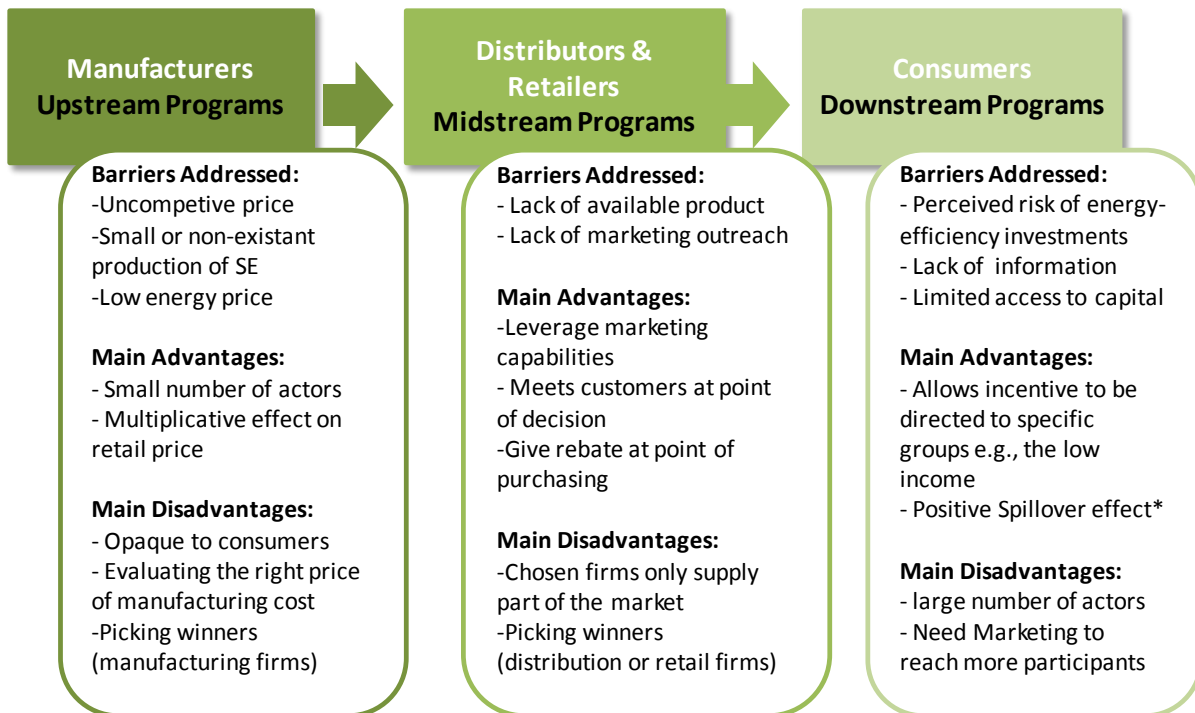 Manufacturers
Upstream Programs
Barriers Addressed:
-Uncompetive price
-Small or non-existant
production of SE
-Low energy price
Main Advantages:
- Small number of actors
- Multiplicative effect on
retail price
Main Disadvantages:
- Opaque to consumers
- Evaluating the right price
of manufacturing cost
-Picking winners
(manufacturing firms)
Distributors &
Retailers
Midstream Programs
Barriers Addressed:
- Lack of available product
- Lack of marketing outreach
Main Advantages:
-Leverage marketing
capabilities
- Meets customers at point
of decision
-Give rebate at point of
purchasing
Main Disadvantages:
-Chosen firms only supply
part of the market
-Picking winners
(distribution or retail firms)
Consumers
Downstream Programs
Barriers Addressed:
- Perceived risk of energy-
efficiency investments
- Lack of information
- Limited access to capital
Main Advantages:
- Allows incentive to be
directed to specific
groups e.g., the low
income
- Positive Spillover effect*
Main Disadvantages:
- large number of actors
- Need Marketing to
reach more participants